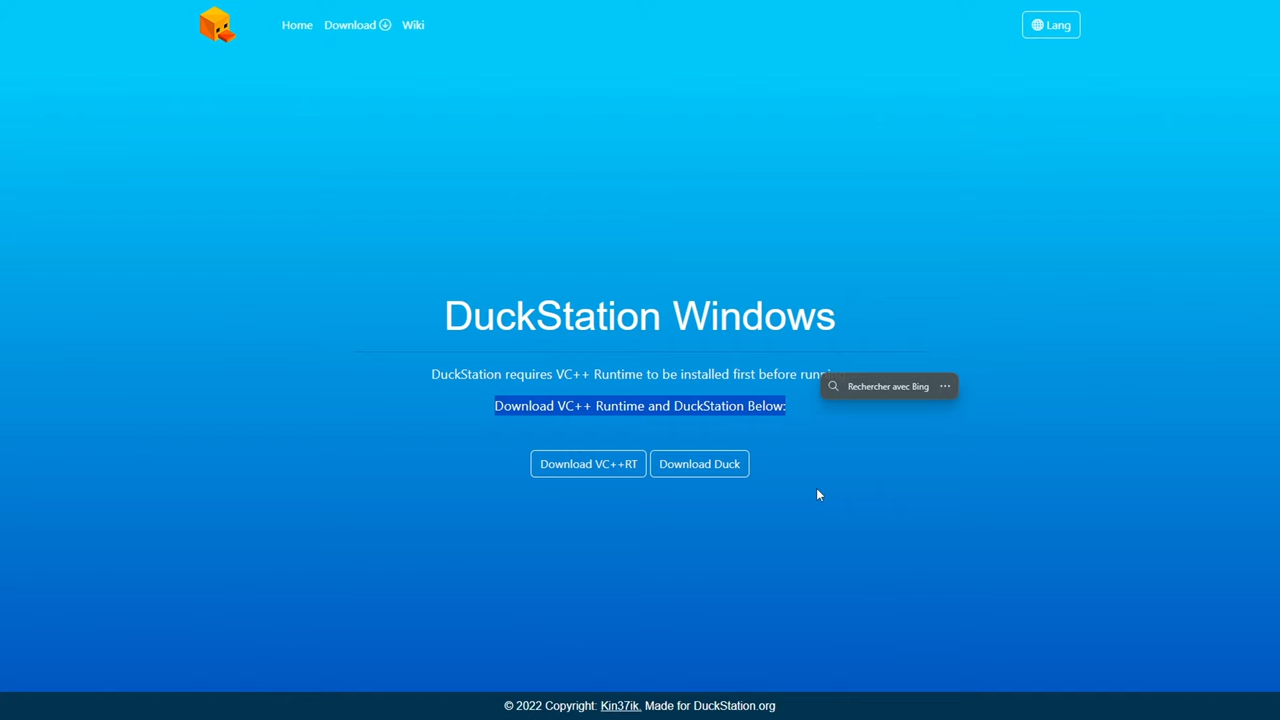 Home Download Wiki
Lang
DuckStation Windows
DuckStation requires VC++ Runtime to be installed first before
Rechercher avec Bing ...
Download VC++ Runtime and DuckStation Below:
Download VC++RT Download Duck
© 2022 Copyright: Kin37ik. Made for DuckStation.org